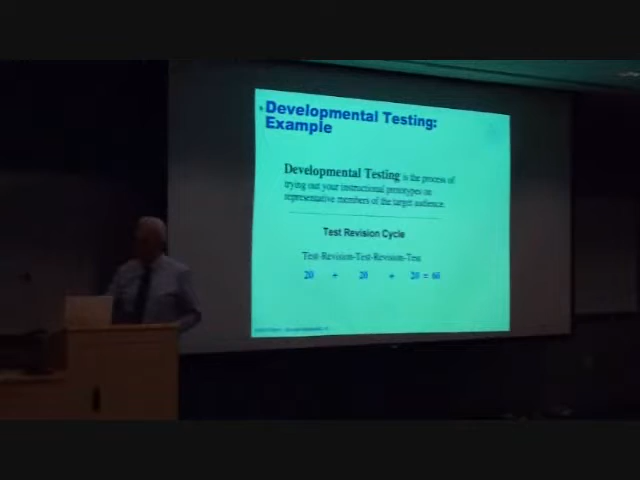 Developmental Testing:
Example
Developmental Testing is the process of
trying out your instructional prototypes on
representative members of the target audience.
Test Revision Cycle
Test-Revision-Test-Revision-Test
20 + 20 + 20 = 60